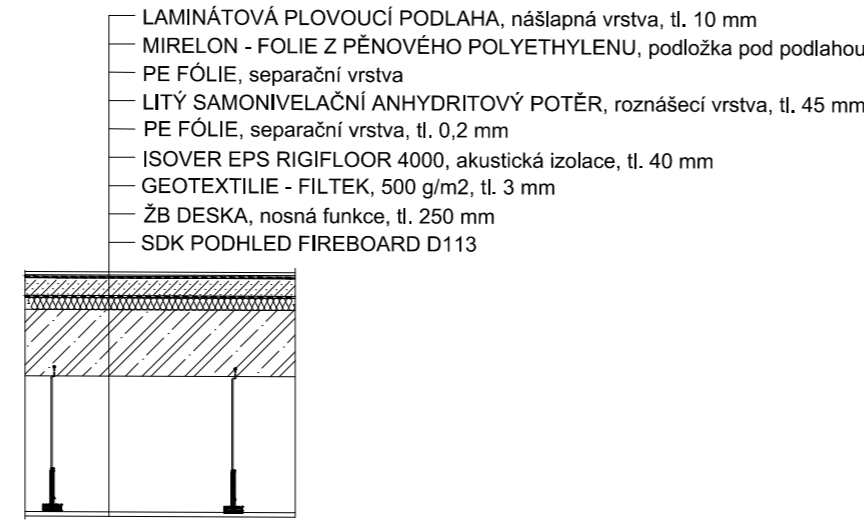 LAMINÁTOVÁ PLOVOUCÍ PODLAHA, nášlapná vrstva, tl. 10 mm
MIRELON - FOLIE Z PĚNOVÉHO POLYETHYLENU, podložka pod podlahou
PE FÓLIE, separační vrstva
LITÝ SAMONIVELAČNÍ ANHYDRITOVÝ POTĚR, roznášecí vrstva, tl. 45 mm
PE FÓLIE, separační vrstva, tl. 0,2 mm
ISOVER EPS RIGIFLOOR 4000, akustická izolace, tl. 40 mm
GEOTEXTILIE - FILTEK, 500 g/m2, tl. 3 mm
ŽB DESKA, nosná funkce, tl. 250 mm
SDK PODHLED FIREBOARD D113